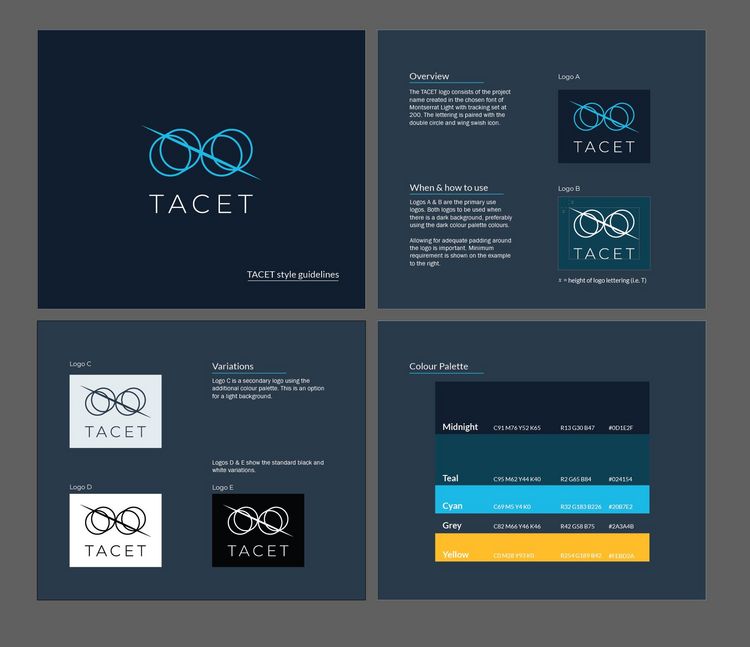 TACET
TACET style guidelines
Overview
The TACET logo consists of the project
name created in the chosen font of
Montserrat Light with tracking set at
200. The lettering is paired with the
double circle and wing swish icon.
Logo A
TACET
When & how to use
Logos A & B are the primary use
logos. Both logos to be used when
there is a dark background, preferably
using the dark colour palette colours.
Allowing for adequate padding around
the logo is important. Minimum
requirement is shown on the example
to the right.
Logo B
TACET
x = height of logo lettering (i.e. T)
Logo C
TACET
Variations
Logo C is a secondary logo using the
additional colour palette. This is an option
for a light background.
Logos D & E show the standard black and
white variations.
Logo D
TACET
Logo E
TACET
Colour Palette
Midnight C91 M76 Y52 K65 R13 G30 B47 #0D1E2F
Teal C95 M62 Y44 K40 R2 G65 B84 #024154
Cyan C69 M5 Y4 K0 R32 G183 B226 #20B7E2
Grey C82 M66 Y46 K46 R42 G58 B75 #2A3A4B
Yellow C0 M28 Y93 K0 R254 G189 B42